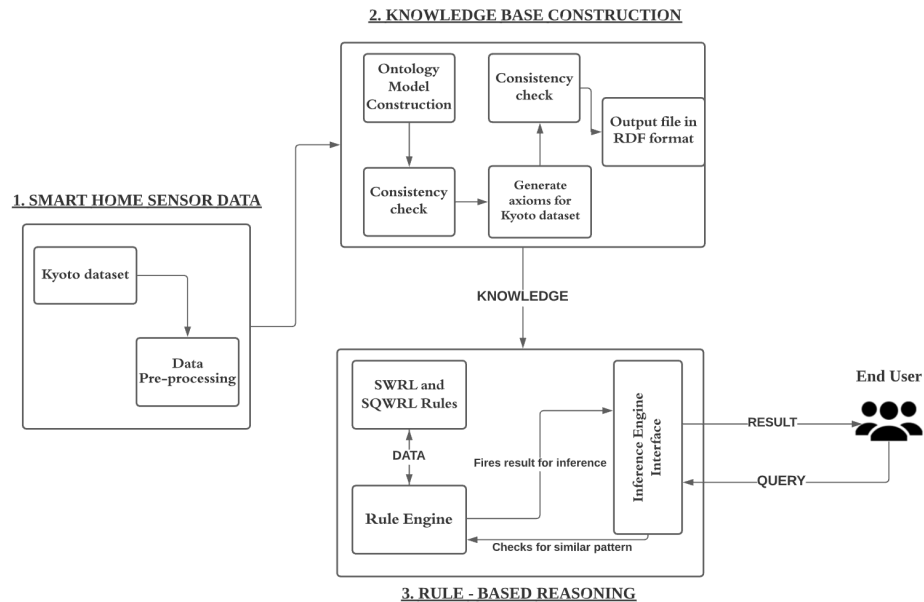 2. KNOWLEDGE BASE CONSTRUCTION
Ontology
Model
Construction
Consistency
check
Output file in
RDF format
Consistency
check
Generate
axioms for
Kyoto dataset
1. SMART HOME SENSOR DATA
Kyoto dataset
Data
Pre-processing
KNOWLEDGE
SWRL and
SQWRL Rules
DATA
Rule Engine
Fires result for inference
Checks for similar pattern
Inference Engine
Interface
RESULT
QUERY
End User
3. RULE - BASED REASONING